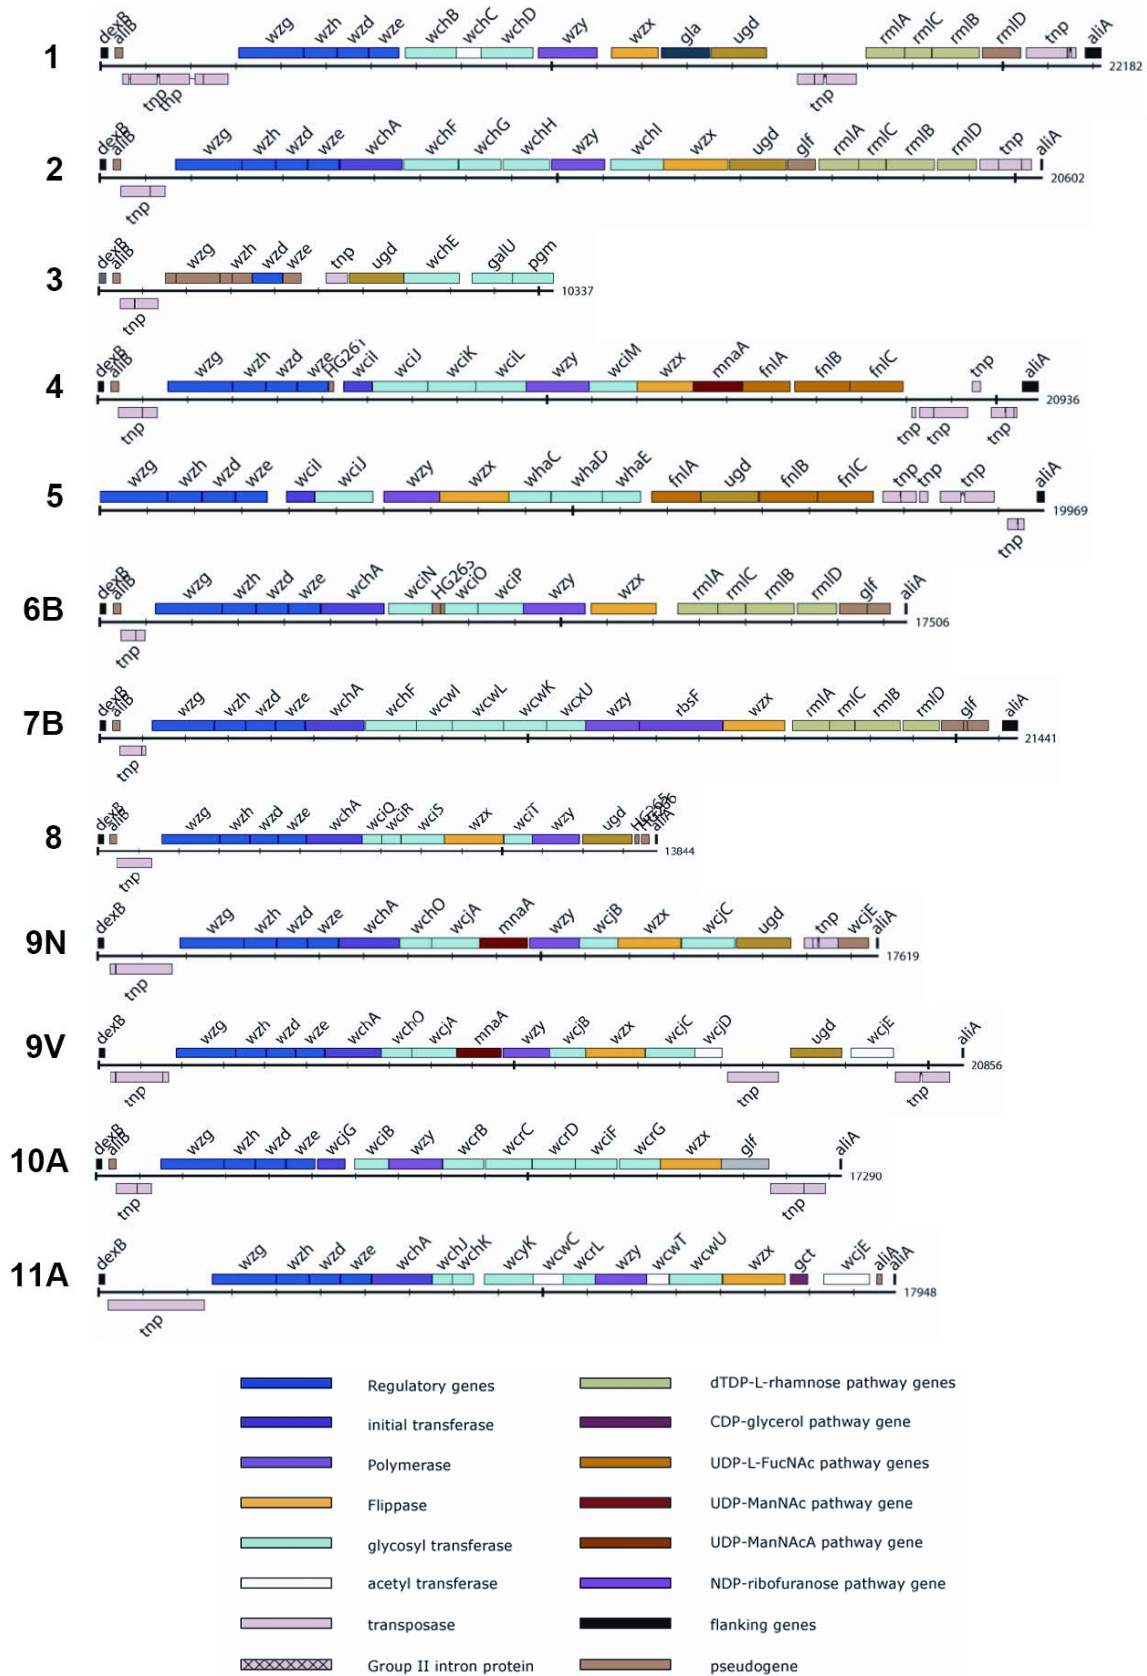 dexB aliB wzg wzh wzd wze wchB wchC wchD wzy wzx gla ugd rmlA rmlC rmlB rmlD tnp aliA
1 22182
tnp tnp tnp
dexB aliB wzg wzh wzd wze wchA wchF wchG wchH wzy wchI wzx ugd glf rmlA rmlC rmlB rmlD tnp aliA
2 20602
tnp
dexB aliB wzg wzh wzd wze tnp ugd wchE galU pgm
3 10337
tnp
dexB aliB wzg wzh wzd wze HG261 wciI wciJ wciK wciL wzy wciM wzx mnaA fnlA fnlB fnlC tnp aliA
4 20936
tnp tnp tnp tnp
wzg wzh wzd wze wciI wciJ wzy wzx whaC whaD whaE fnlA ugd fnlB fnlC tnp tnp tnp aliA
5 19969
tnp
dexB aliB wzg wzh wzd wze wchA wciN HG263 wciO wciP wzy wzx rmlA rmlC rmlB rmlD glf aliA
6B 17506
tnp
dexB aliB wzg wzh wzd wze wchA wchF wcwI wcwL wcwK wcxU wzy rbsF wzx rmlA rmlC rmlB rmlD glf aliA
7B 21441
tnp
dexB aliB wzg wzh wzd wze wchA wciQ wciR wciS wzx wciT wzy ugd HG265 HG266 aliA
8 13844
tnp
dexB wzg wzh wzd wze wchA wchO wcjA mnaA wzy wcjB wzx wcjC ugd tnp wcjE aliA
9N 17619
tnp
dexB wzg wzh wzd wze wchA wchO wcjA mnaA wzy wcjB wzx wcjC wcjD ugd wcjE aliA
9V 20856
tnp tnp tnp
dexB aliB wzg wzh wzd wze wcjG wciB wzy wcrB wcrC wcrD wciF wcrG wzx glf aliA
10A 17290
tnp tnp
dexB wzg wzh wzd wze wchA wchJ wchK wcyK wcwC wcrL wzy wcwT wcwU wzx gct wcjE aliA aliA
11A 17948
tnp
Regulatory genes
initial transferase
Polymerase
Flippase
glycosyl transferase
acetyl transferase
transposase
Group II intron protein
dTDP-L-rhamnose pathway genes
CDP-glycerol pathway gene
UDP-L-FucNAc pathway genes
UDP-ManNAc pathway gene
UDP-ManNAcA pathway gene
NDP-ribofuranose pathway gene
flanking genes
pseudogene